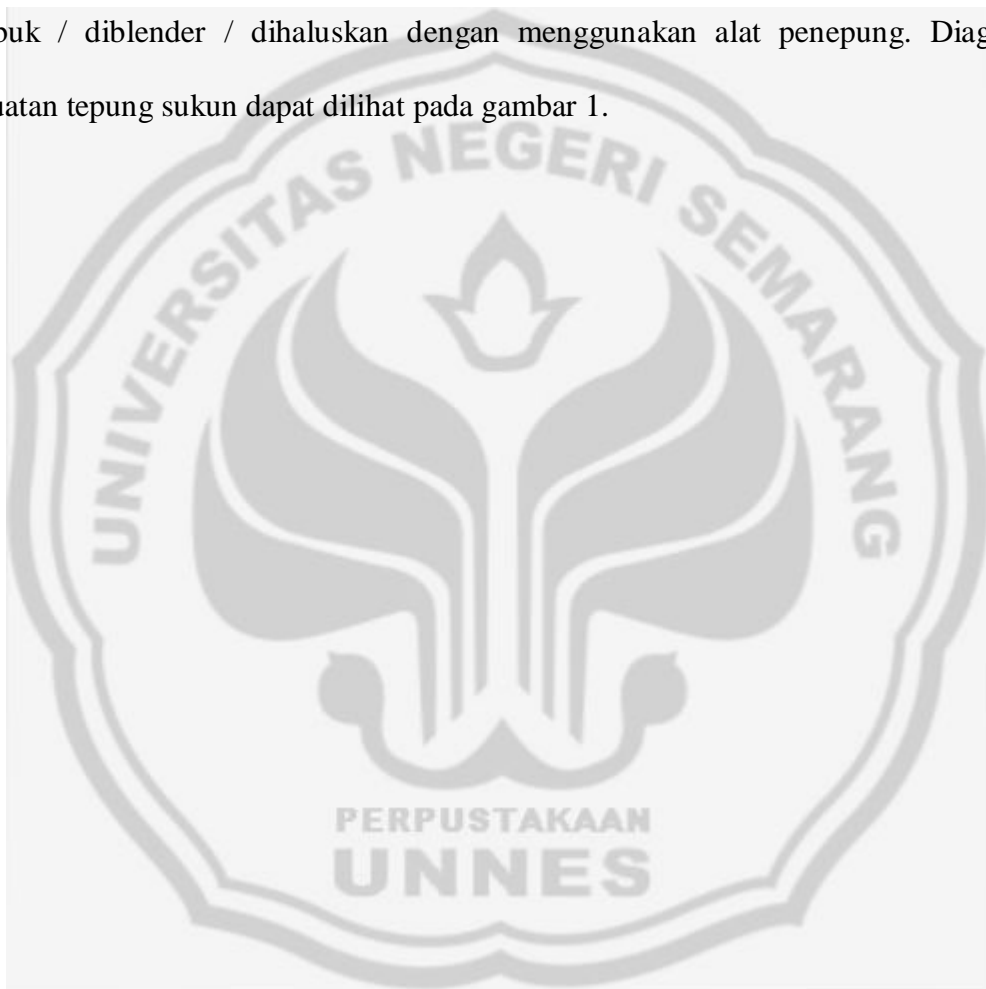 buk / diblender / dihaluskan dengan menggunakan alat penepung. Diag
uatan tepung sukun dapat dilihat pada gambar 1.
UNIVERSITAS NEGERI SEMARANG
PERPUSTAKAAN
UNNES